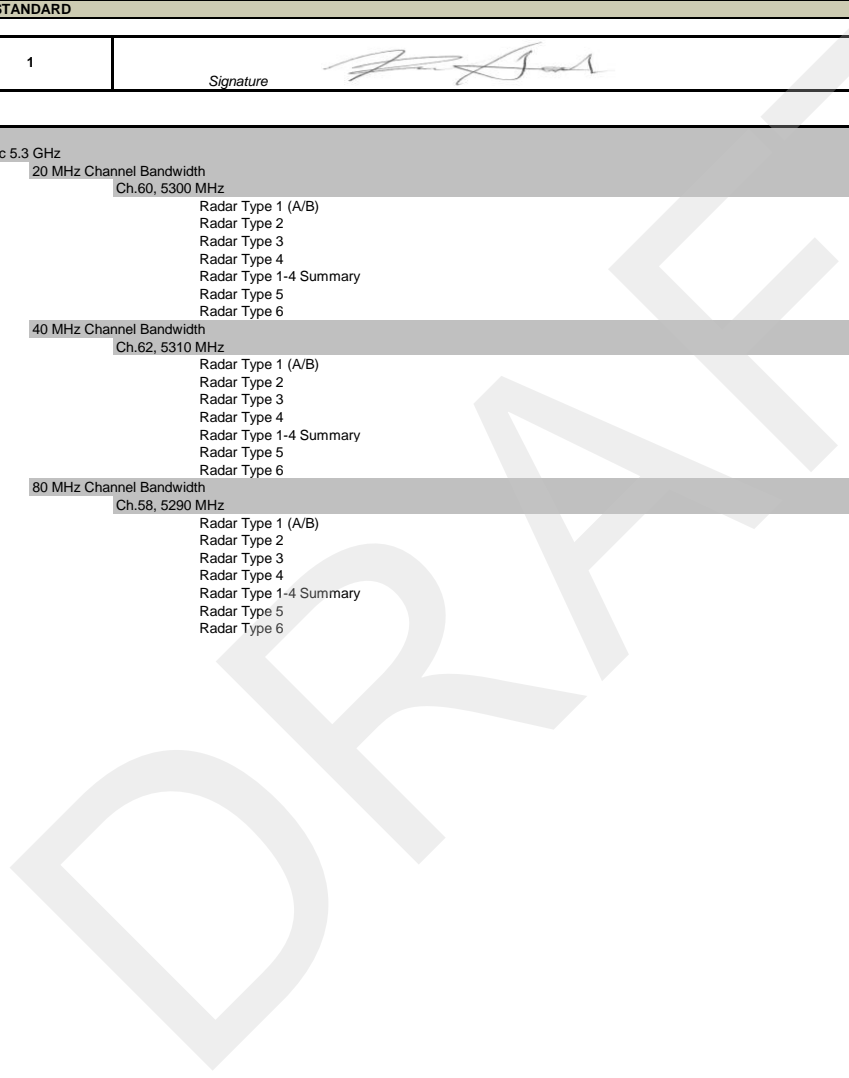 STANDARD
1
Signature
c 5.3 GHz
20 MHz Channel Bandwidth
Ch.60, 5300 MHz
Radar Type 1 (A/B)
Radar Type 2
Radar Type 3
Radar Type 4
Radar Type 1-4 Summary
Radar Type 5
Radar Type 6
40 MHz Channel Bandwidth
Ch.62, 5310 MHz
Radar Type 1 (A/B)
Radar Type 2
Radar Type 3
Radar Type 4
Radar Type 1-4 Summary
Radar Type 5
Radar Type 6
80 MHz Channel Bandwidth
Ch.58, 5290 MHz
Radar Type 1 (A/B)
Radar Type 2
Radar Type 3
Radar Type 4
Radar Type 1-4 Summary
Radar Type 5
Radar Type 6
DRAF